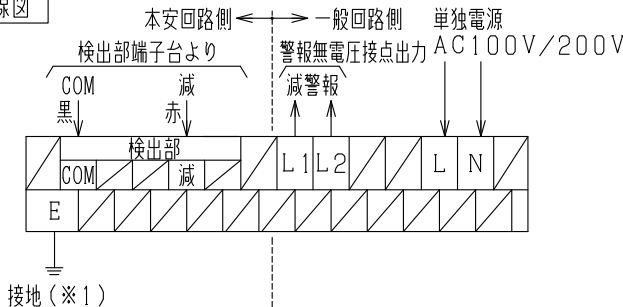 線図
本安回路側 一般回路側 単独電源
検出部端子台より 警報無電圧接点出力 AC100V/200V
COM 減 減警報
黒 赤
検出部 L1 L2 L N
COM 減
E
接地(※1)